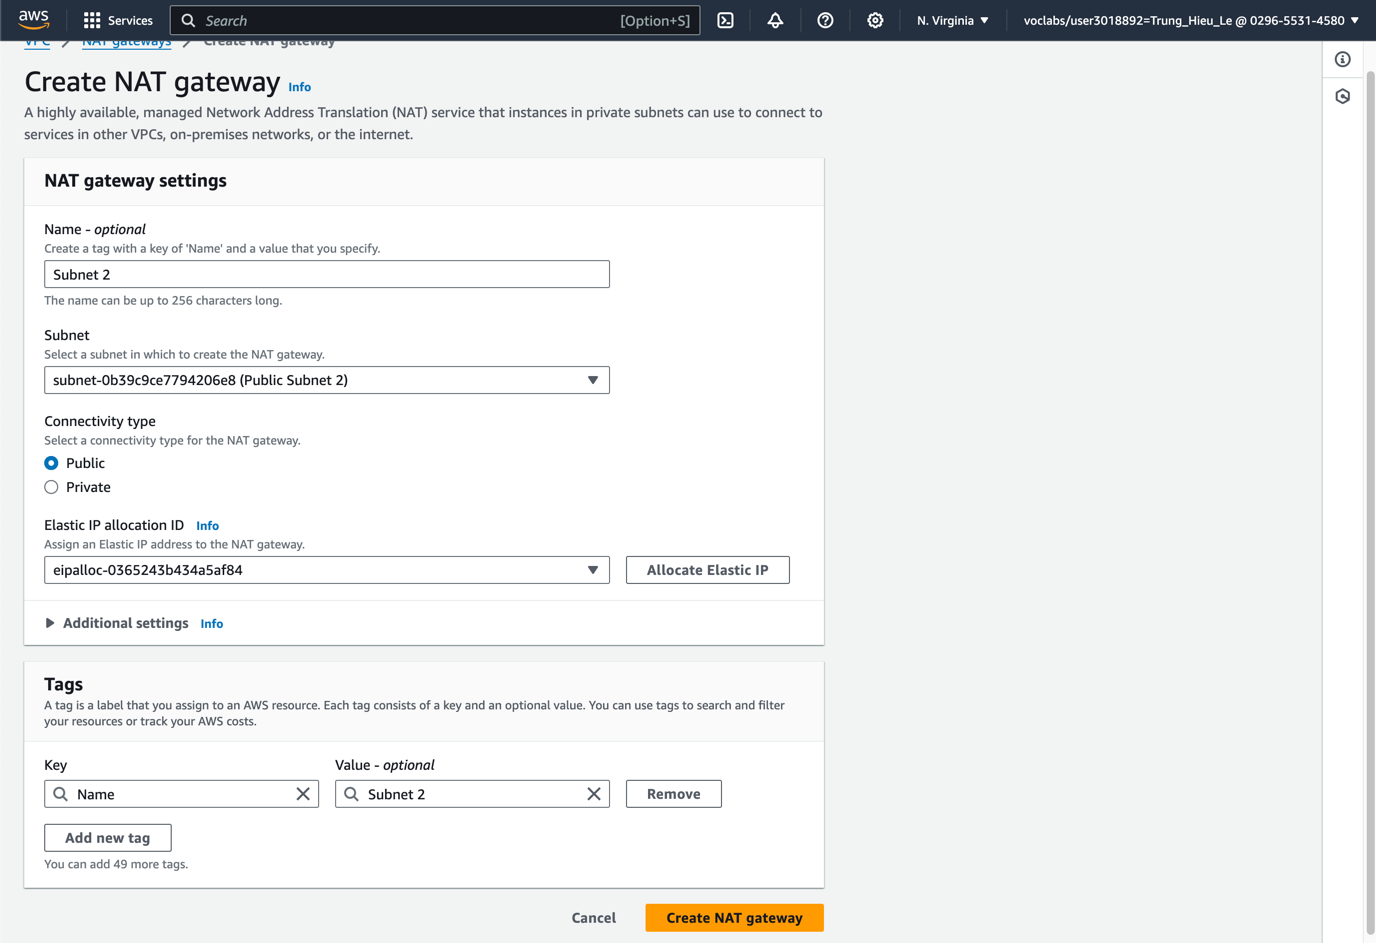 aws
Services
Search
[Option+S]
N. Virginia
voclabs/user3018892=Trung_Hieu_Le @ 0296-5531-4580
VPC
NAT gateways
Create NAT gateway
Create NAT gateway Info
A highly available, managed Network Address Translation (NAT) service that instances in private subnets can use to connect to
services in other VPCs, on-premises networks, or the internet.
NAT gateway settings
Name - optional
Create a tag with a key of 'Name' and a value that you specify.
Subnet 2
The name can be up to 256 characters long.
Subnet
Select a subnet in which to create the NAT gateway.
subnet-0b39c9ce7794206e8 (Public Subnet 2)
Connectivity type
Select a connectivity type for the NAT gateway.
Public
Private
Elastic IP allocation ID Info
Assign an Elastic IP address to the NAT gateway.
eipalloc-0365243b434a5af84
Allocate Elastic IP
Additional settings Info
Tags
A tag is a label that you assign to an AWS resource. Each tag consists of a key and an optional value. You can use tags to search and filter
your resources or track your AWS costs.
Key
Value - optional
Name
Subnet 2
Remove
Add new tag
You can add 49 more tags.
Cancel
Create NAT gateway